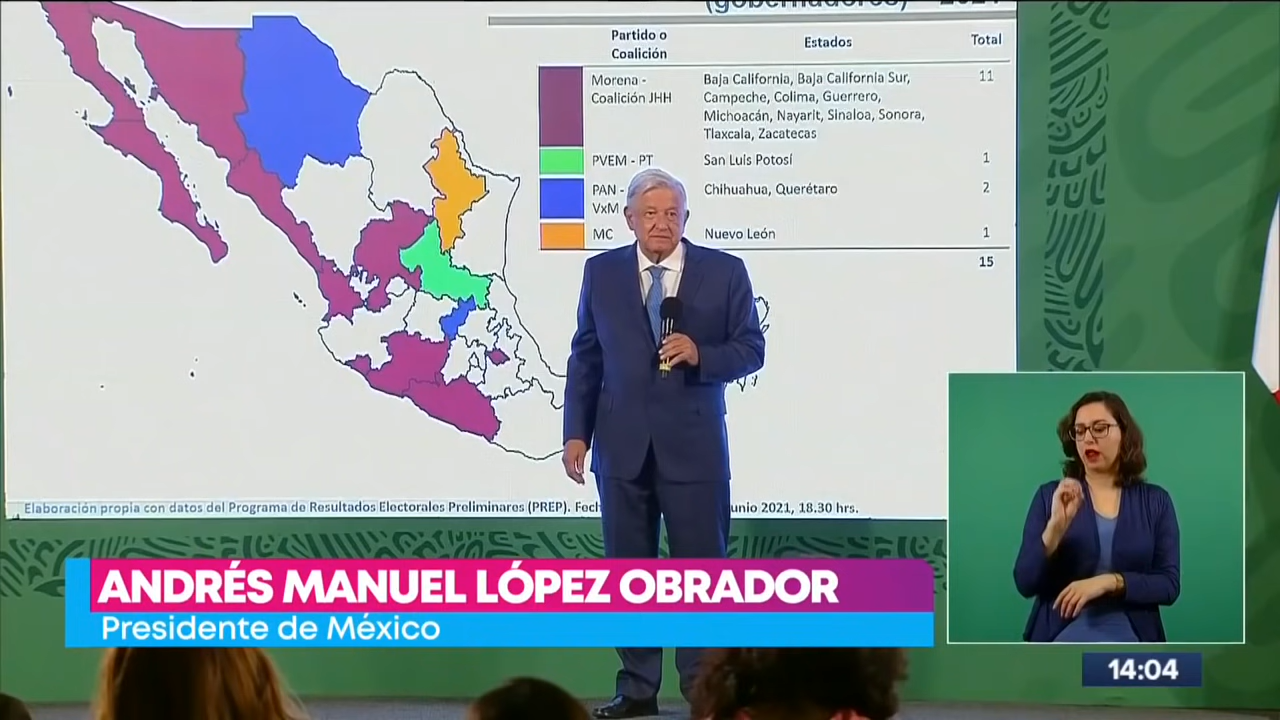 (gobernadores)
Partido o
Coalición
Estados
Total
Morena -
Coalición JHH
Baja California, Baja California Sur,
Campeche, Colima, Guerrero,
Michoacán, Nayarit, Sinaloa, Sonora,
Tlaxcala, Zacatecas
11
PVEM - PT
San Luis Potosí
1
PAN -
VxM
Chihuahua, Querétaro
2
MC
Nuevo León
1
15
Elaboración propia con datos del Programa de Resultados Electorales Preliminares (PREP). 2021, 18.30 hrs.
ANDRÉS MANUEL LÓPEZ OBRADOR
Presidente de México
14:04